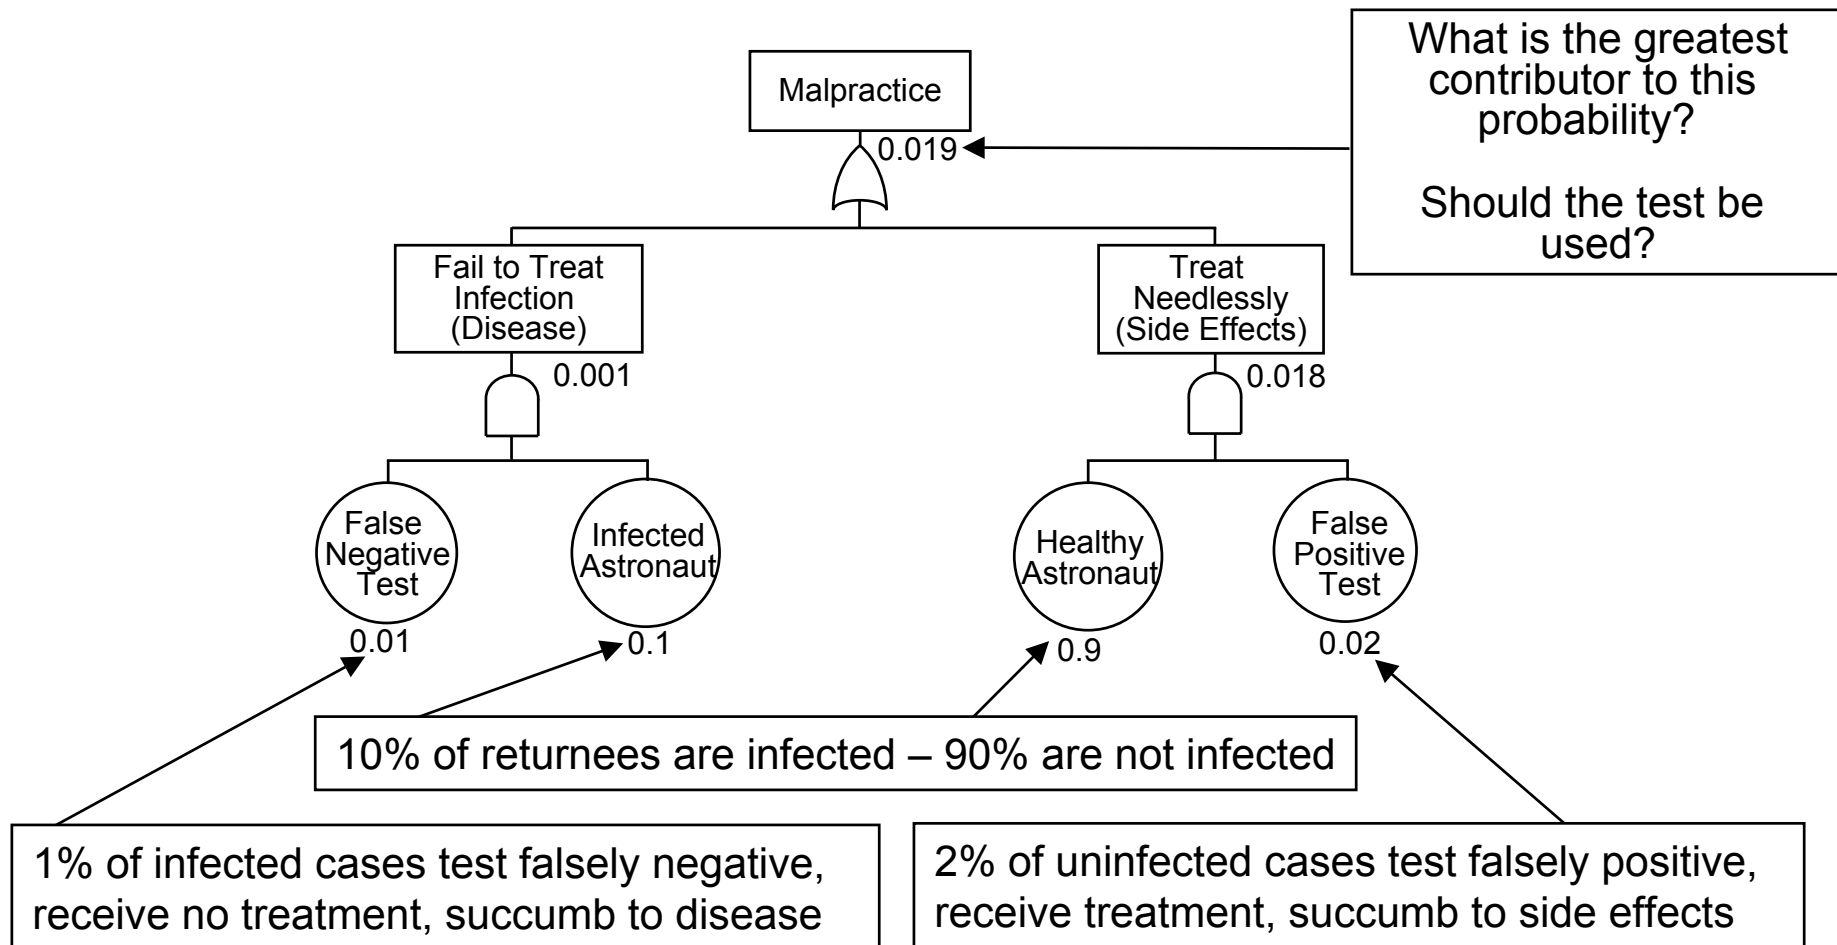 Malpractice
0.019
What is the greatest
contributor to this
probability?
Should the test be
used?
Fail to Treat
Infection
(Disease)
0.001
Treat
Needlessly
(Side Effects)
0.018
False
Negative
Test
0.01
Infected
Astronaut
0.1
Healthy
Astronaut
0.9
False
Positive
Test
0.02
10% of returnees are infected – 90% are not infected
1% of infected cases test falsely negative,
receive no treatment, succumb to disease
2% of uninfected cases test falsely positive,
receive treatment, succumb to side effects